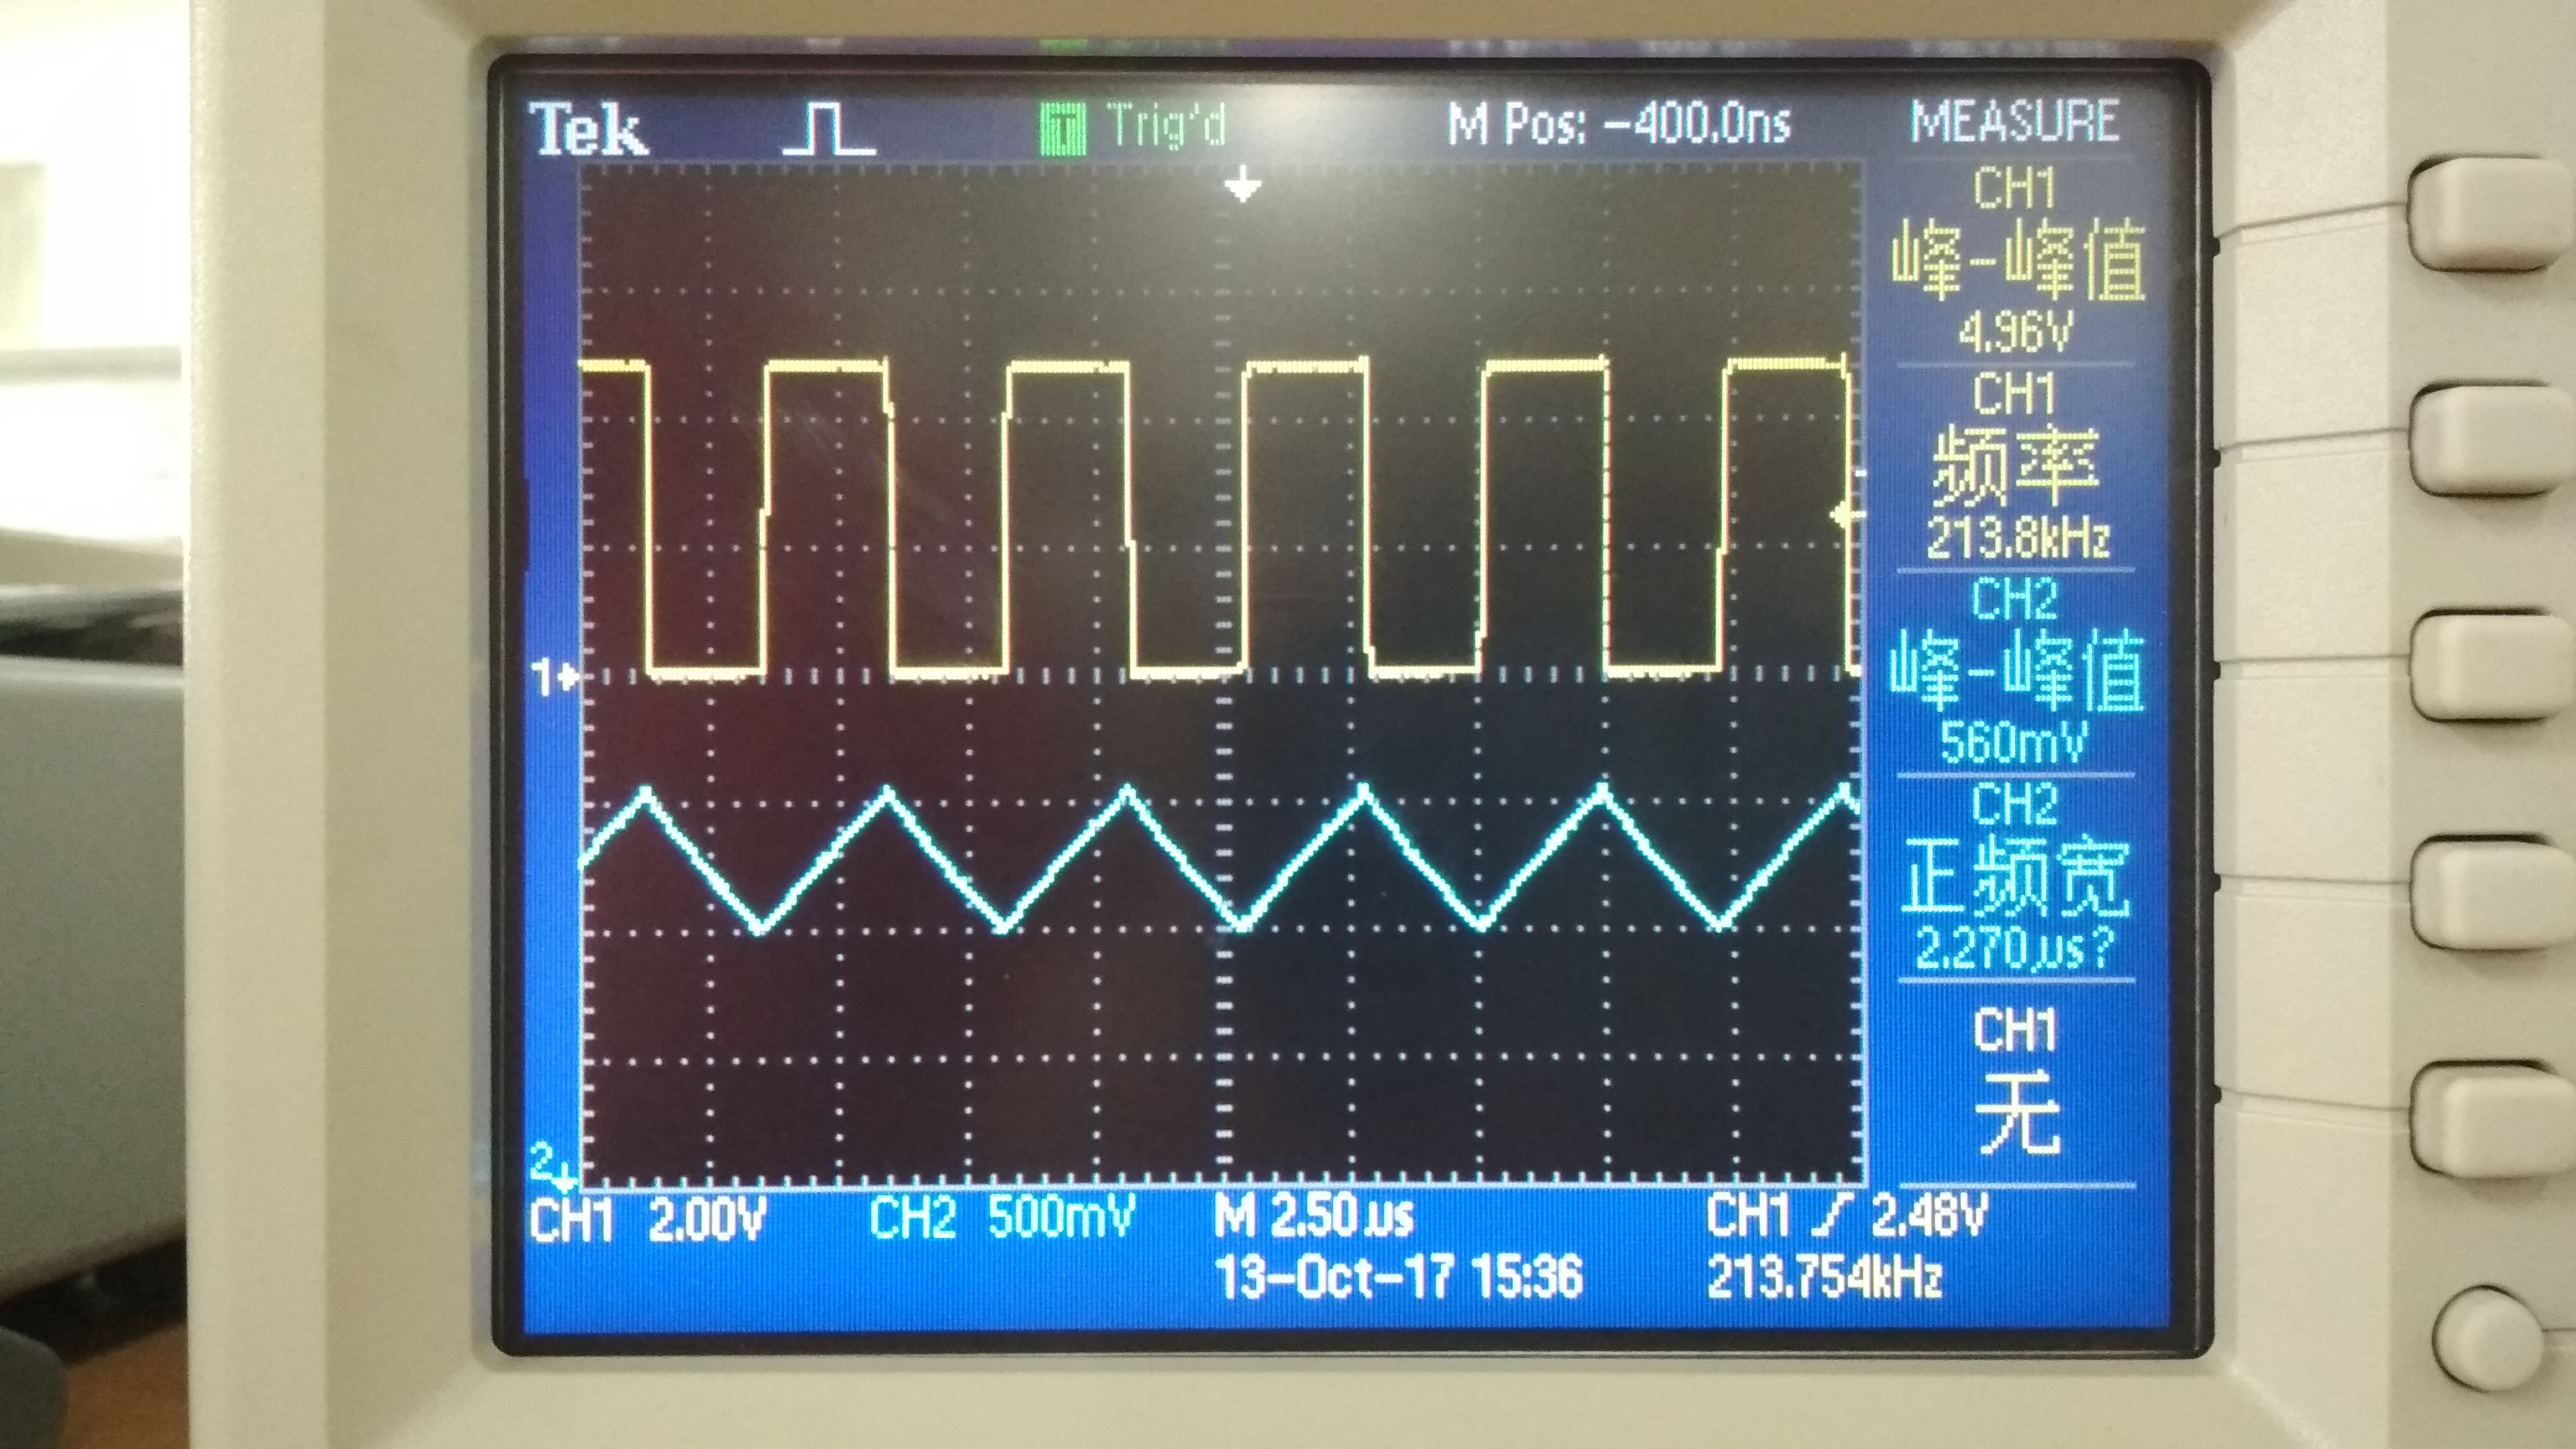 Tek T Trig'd M Pos: -400.0ns MEASURE
CH1
峰-峰值
4.96V
CH1
频率
213.8kHz
CH2
峰-峰值
560mV
CH2
正频宽
2.270µs?
CH1
无
1
2
CH1 2.00V CH2 500mV M 2.50µs CH1 2.48V
13-Oct-17 15:36 213.754kHz